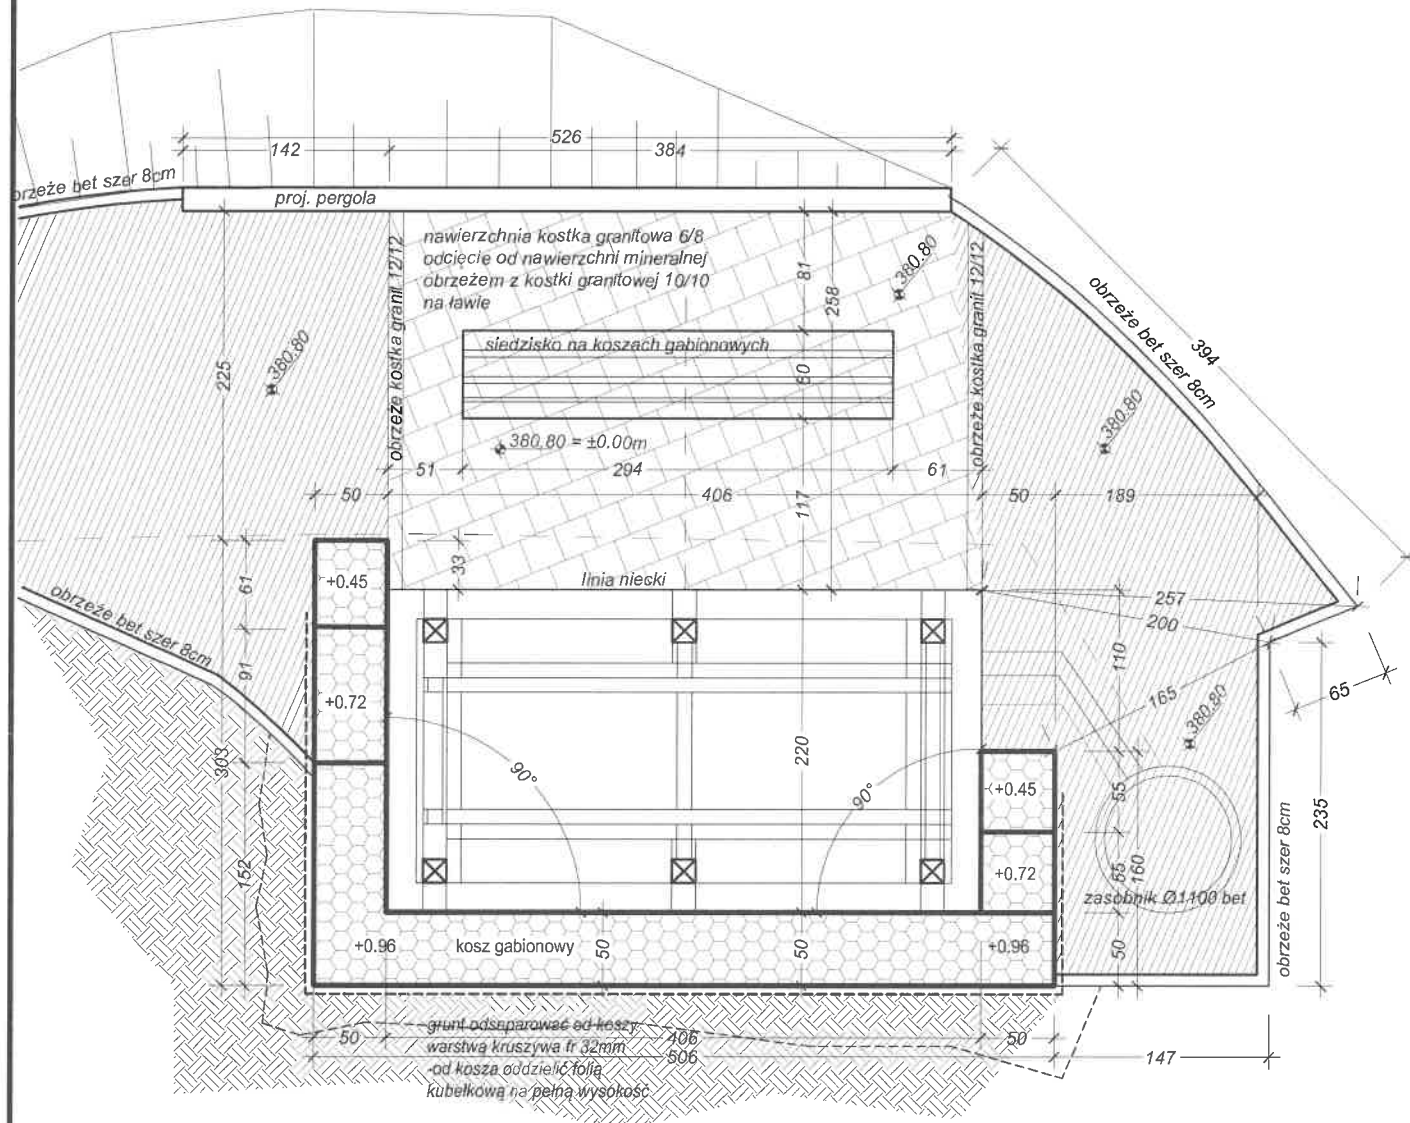 526
142
384
obrzeże bet szer 8cm
proj. pergola
nawierzchnia kostka granitowa 6/8
odcięcie od nawierzchni mineralnej
obrzeżem z kostki granitowej 10/10
na ławie
obrzeże kostka granit 12/12
380.80
81
258
obrzeże kostka granit 12/12
obrzeże bet szer 8cm
394
380.80
225
siedzisko na koszach gabionowych
60
380.80
380,80 = ±0.00m
51
294
61
50
406
50
189
117
33
linia niecki
+0.45
61
obrzeże bet szer 8cm
257
200
110
91
+0.72
165
380.80
65
303
90°
220
90°
+0.45
55
235
obrzeże bet szer 8cm
152
+0.72
55
160
zasobnik Ø1100 bet
+0.96
kosz gabionowy
50
50
+0.96
50
grunt odsaparować od koszy
50
406
50
warstwą kruszywa fr 32mm
506
147
-od kosza oddzielić folią
kubełkową na pełną wysokość